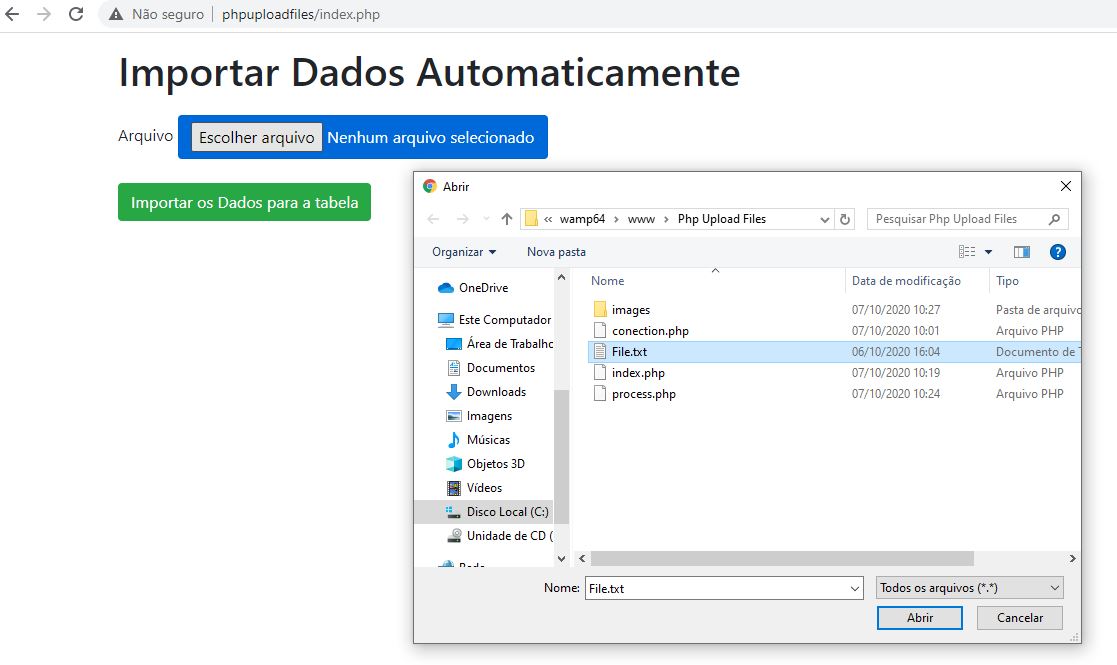 Não seguro | phpuploadfiles/index.php
Importar Dados Automaticamente
Arquivo Escolher arquivo Nenhum arquivo selecionado
Importar os Dados para a tabela
Abrir
« wamp64 › www › Php Upload Files
Pesquisar Php Upload Files
Organizar Nova pasta
OneDrive
Este Computador
Área de Trabalho
Documentos
Downloads
Imagens
Músicas
Objetos 3D
Vídeos
Disco Local (C:)
Unidade de CD (
Nome Data de modificação Tipo
images 07/10/2020 10:27 Pasta de arquivo
conection.php 07/10/2020 10:01 Arquivo PHP
File.txt 06/10/2020 16:04 Documento de T
index.php 07/10/2020 10:19 Arquivo PHP
process.php 07/10/2020 10:24 Arquivo PHP
Nome: File.txt Todos os arquivos (*.*)
Abrir Cancelar